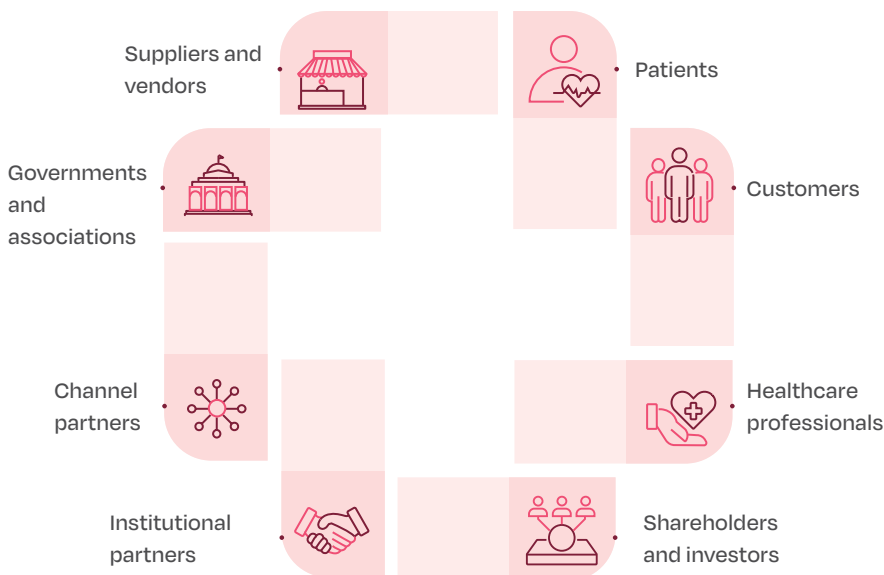 Suppliers and
vendors
Patients
Governments
and
associations
Customers
Channel
partners
Healthcare
professionals
Institutional
partners
Shareholders
and investors